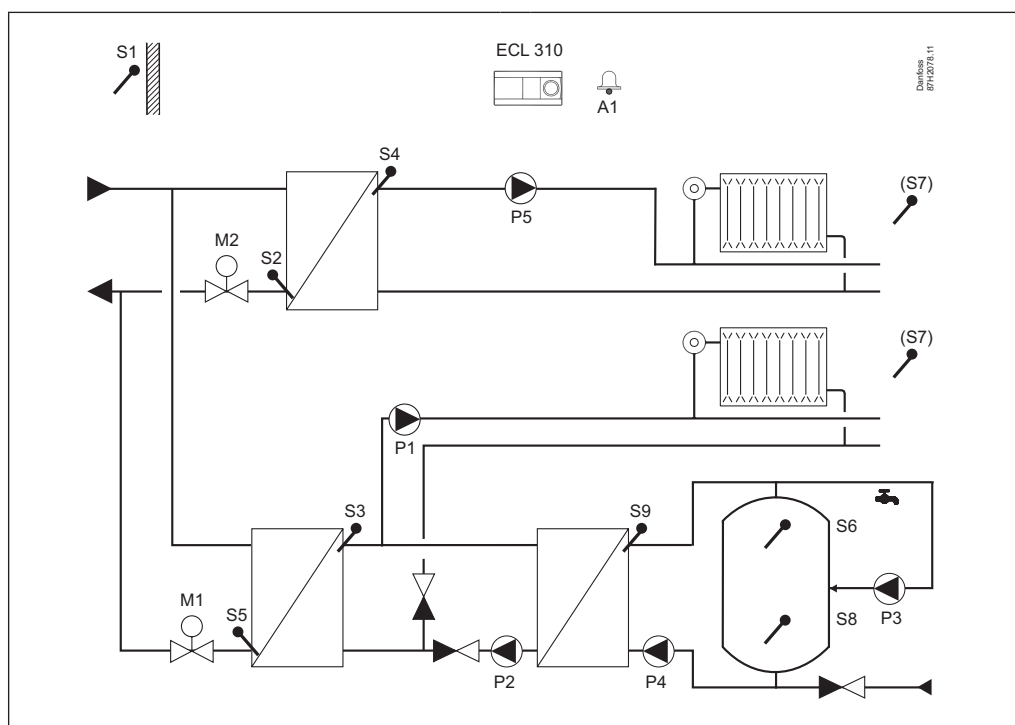 S1
ECL 310
A1
Danfoss
87H2078.11
S4
P5
(S7)
M2
S2
(S7)
P1
S3
S9
S6
M1
S5
S8
P3
P2
P4